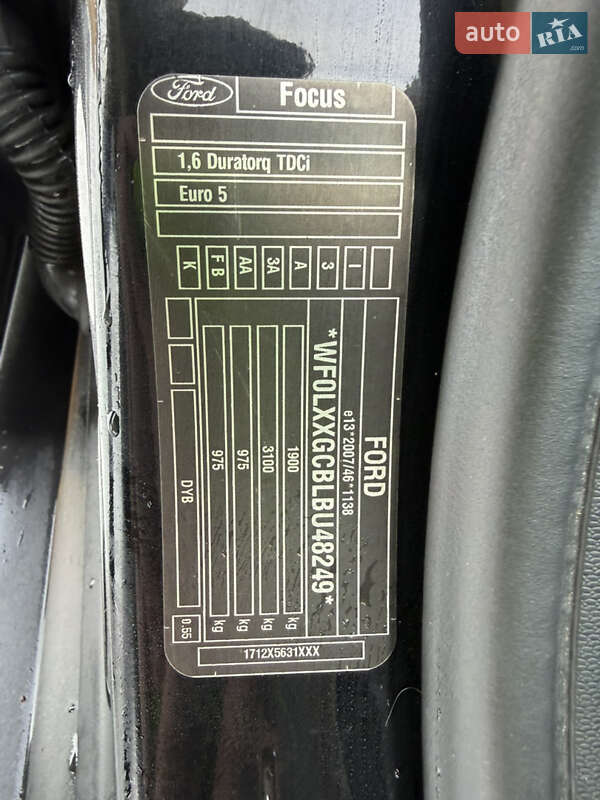 auto RIA .com
Ford
Focus
1,6 Duratorq TDCi
Euro 5
K FB AA 3A A 3 I
FORD
e13*2007/46*1138
*WF0LXXGCBLBU48249*
1900 kg
3100 kg
975 kg
975 kg
DYB 0.55
1712X5631XXX